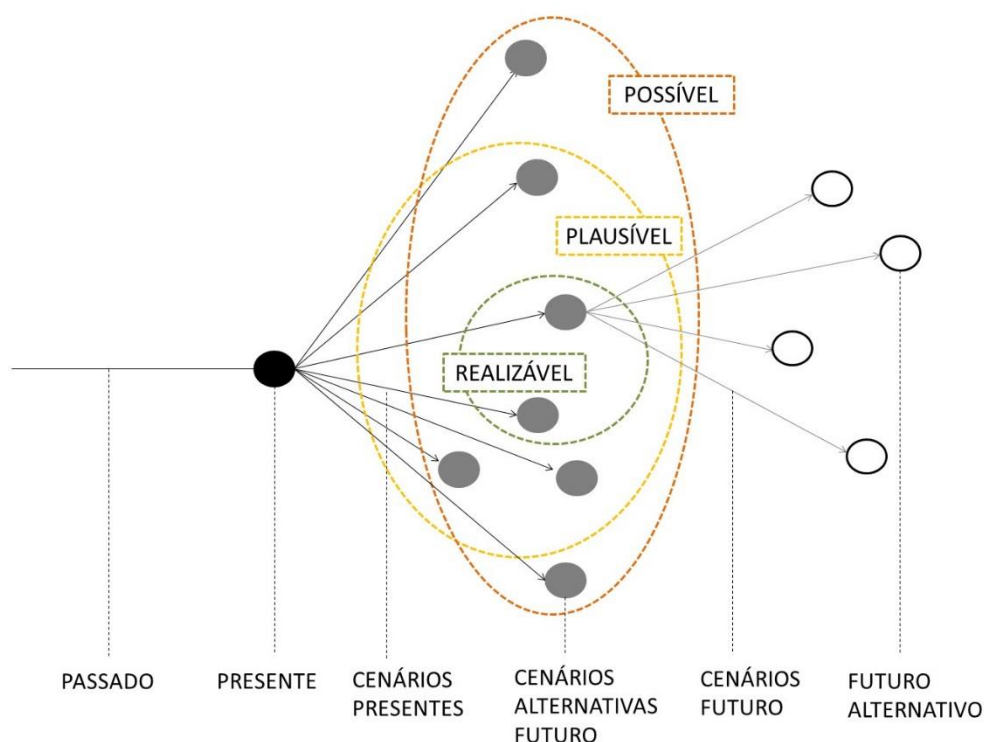 POSSÍVEL
PLAUSÍVEL
REALIZÁVEL
PASSADO
PRESENTE
CENÁRIOS
PRESENTES
CENÁRIOS
ALTERNATIVAS
FUTURO
CENÁRIOS
FUTURO
FUTURO
ALTERNATIVO